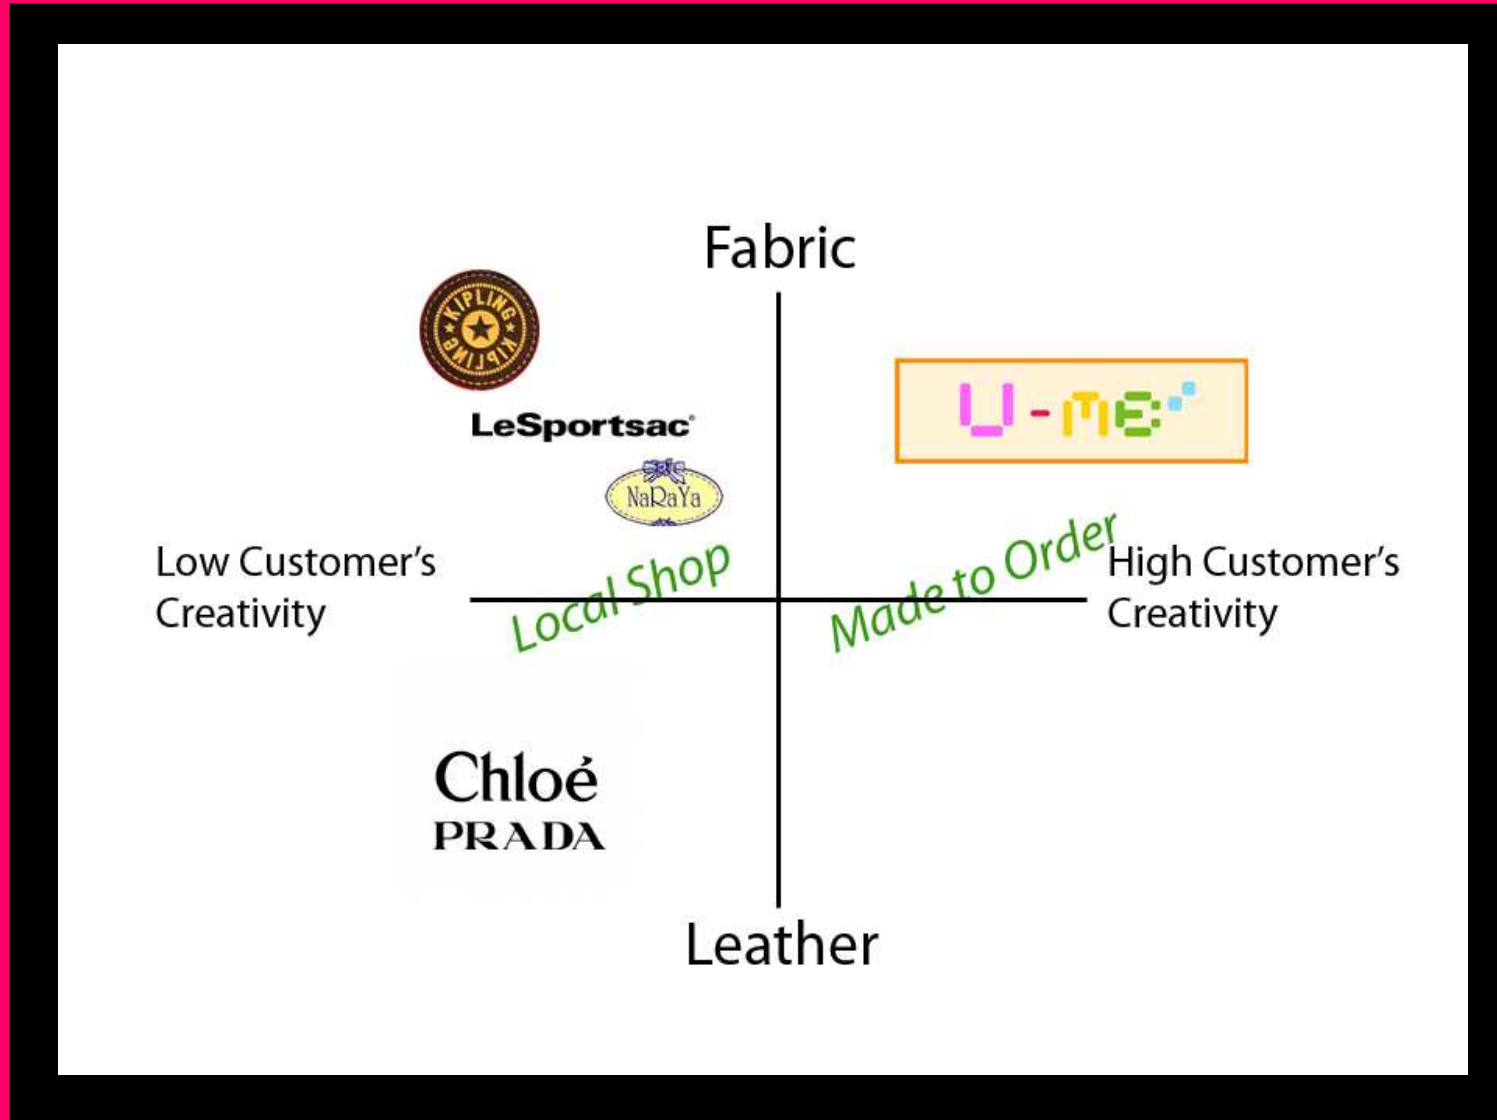 Fabric
KIPLING
KIPLING
LeSportsac®
U-me
NaRaYa
Local Shop
Made to Order
Low Customer's
Creativity
High Customer's
Creativity
Chloé
PRADA
Leather